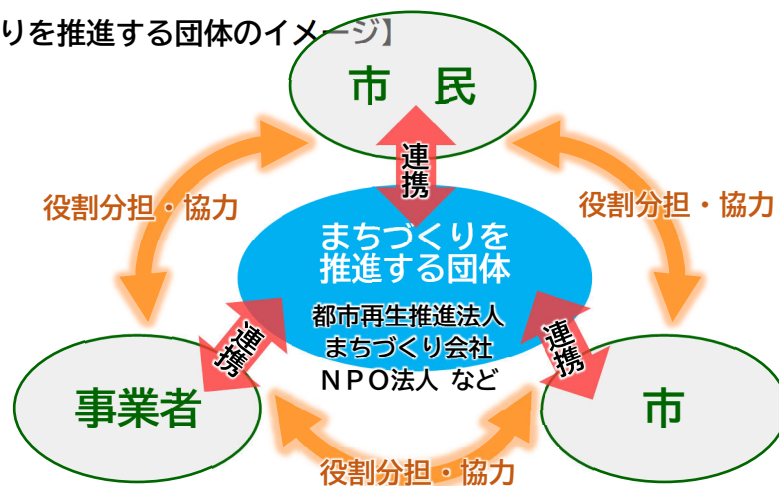 りを推進する団体のイメージ】
市　民
連携
役割分担・協力
役割分担・協力
まちづくりを
推進する団体
都市再生推進法人
まちづくり会社
ＮＰＯ法人 など
連携
連携
事業者
市
役割分担・協力